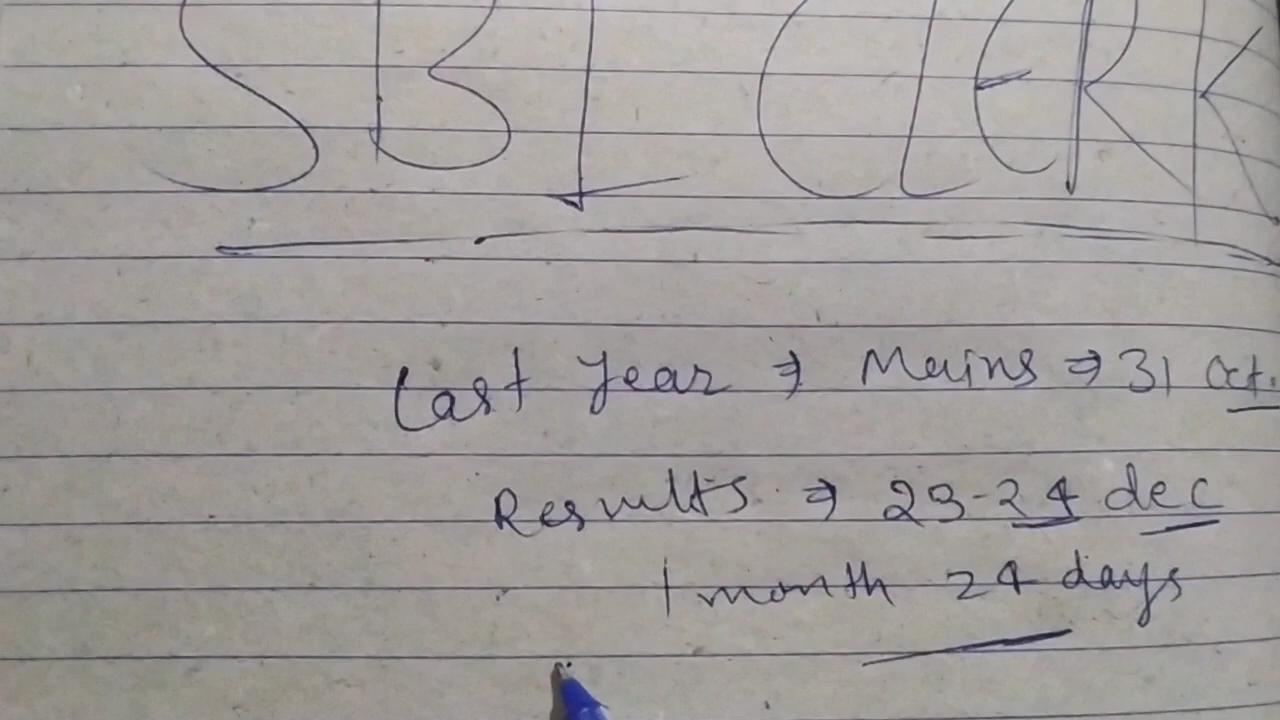 SBI ClERK
Last Year ⇒ Mains ⇒ 31 Oct.
Results ⇒ 23-24 dec
1 month 24 days